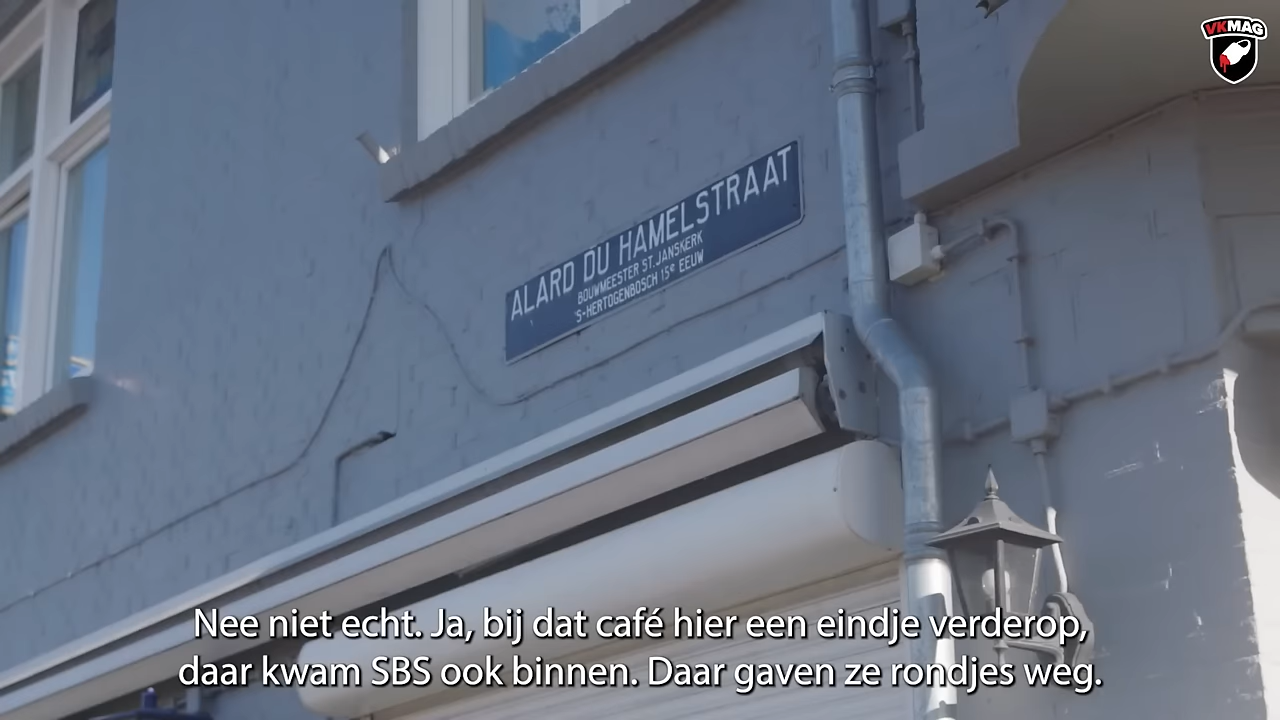 VKMAG
ALARD DU HAMELSTRAAT
BOUWMEESTER ST. JANSKERK
'S-HERTOGENBOSCH 15e EEUW
Nee niet echt. Ja, bij dat café hier een eindje verderop,
daar kwam SBS ook binnen. Daar gaven ze rondjes weg.